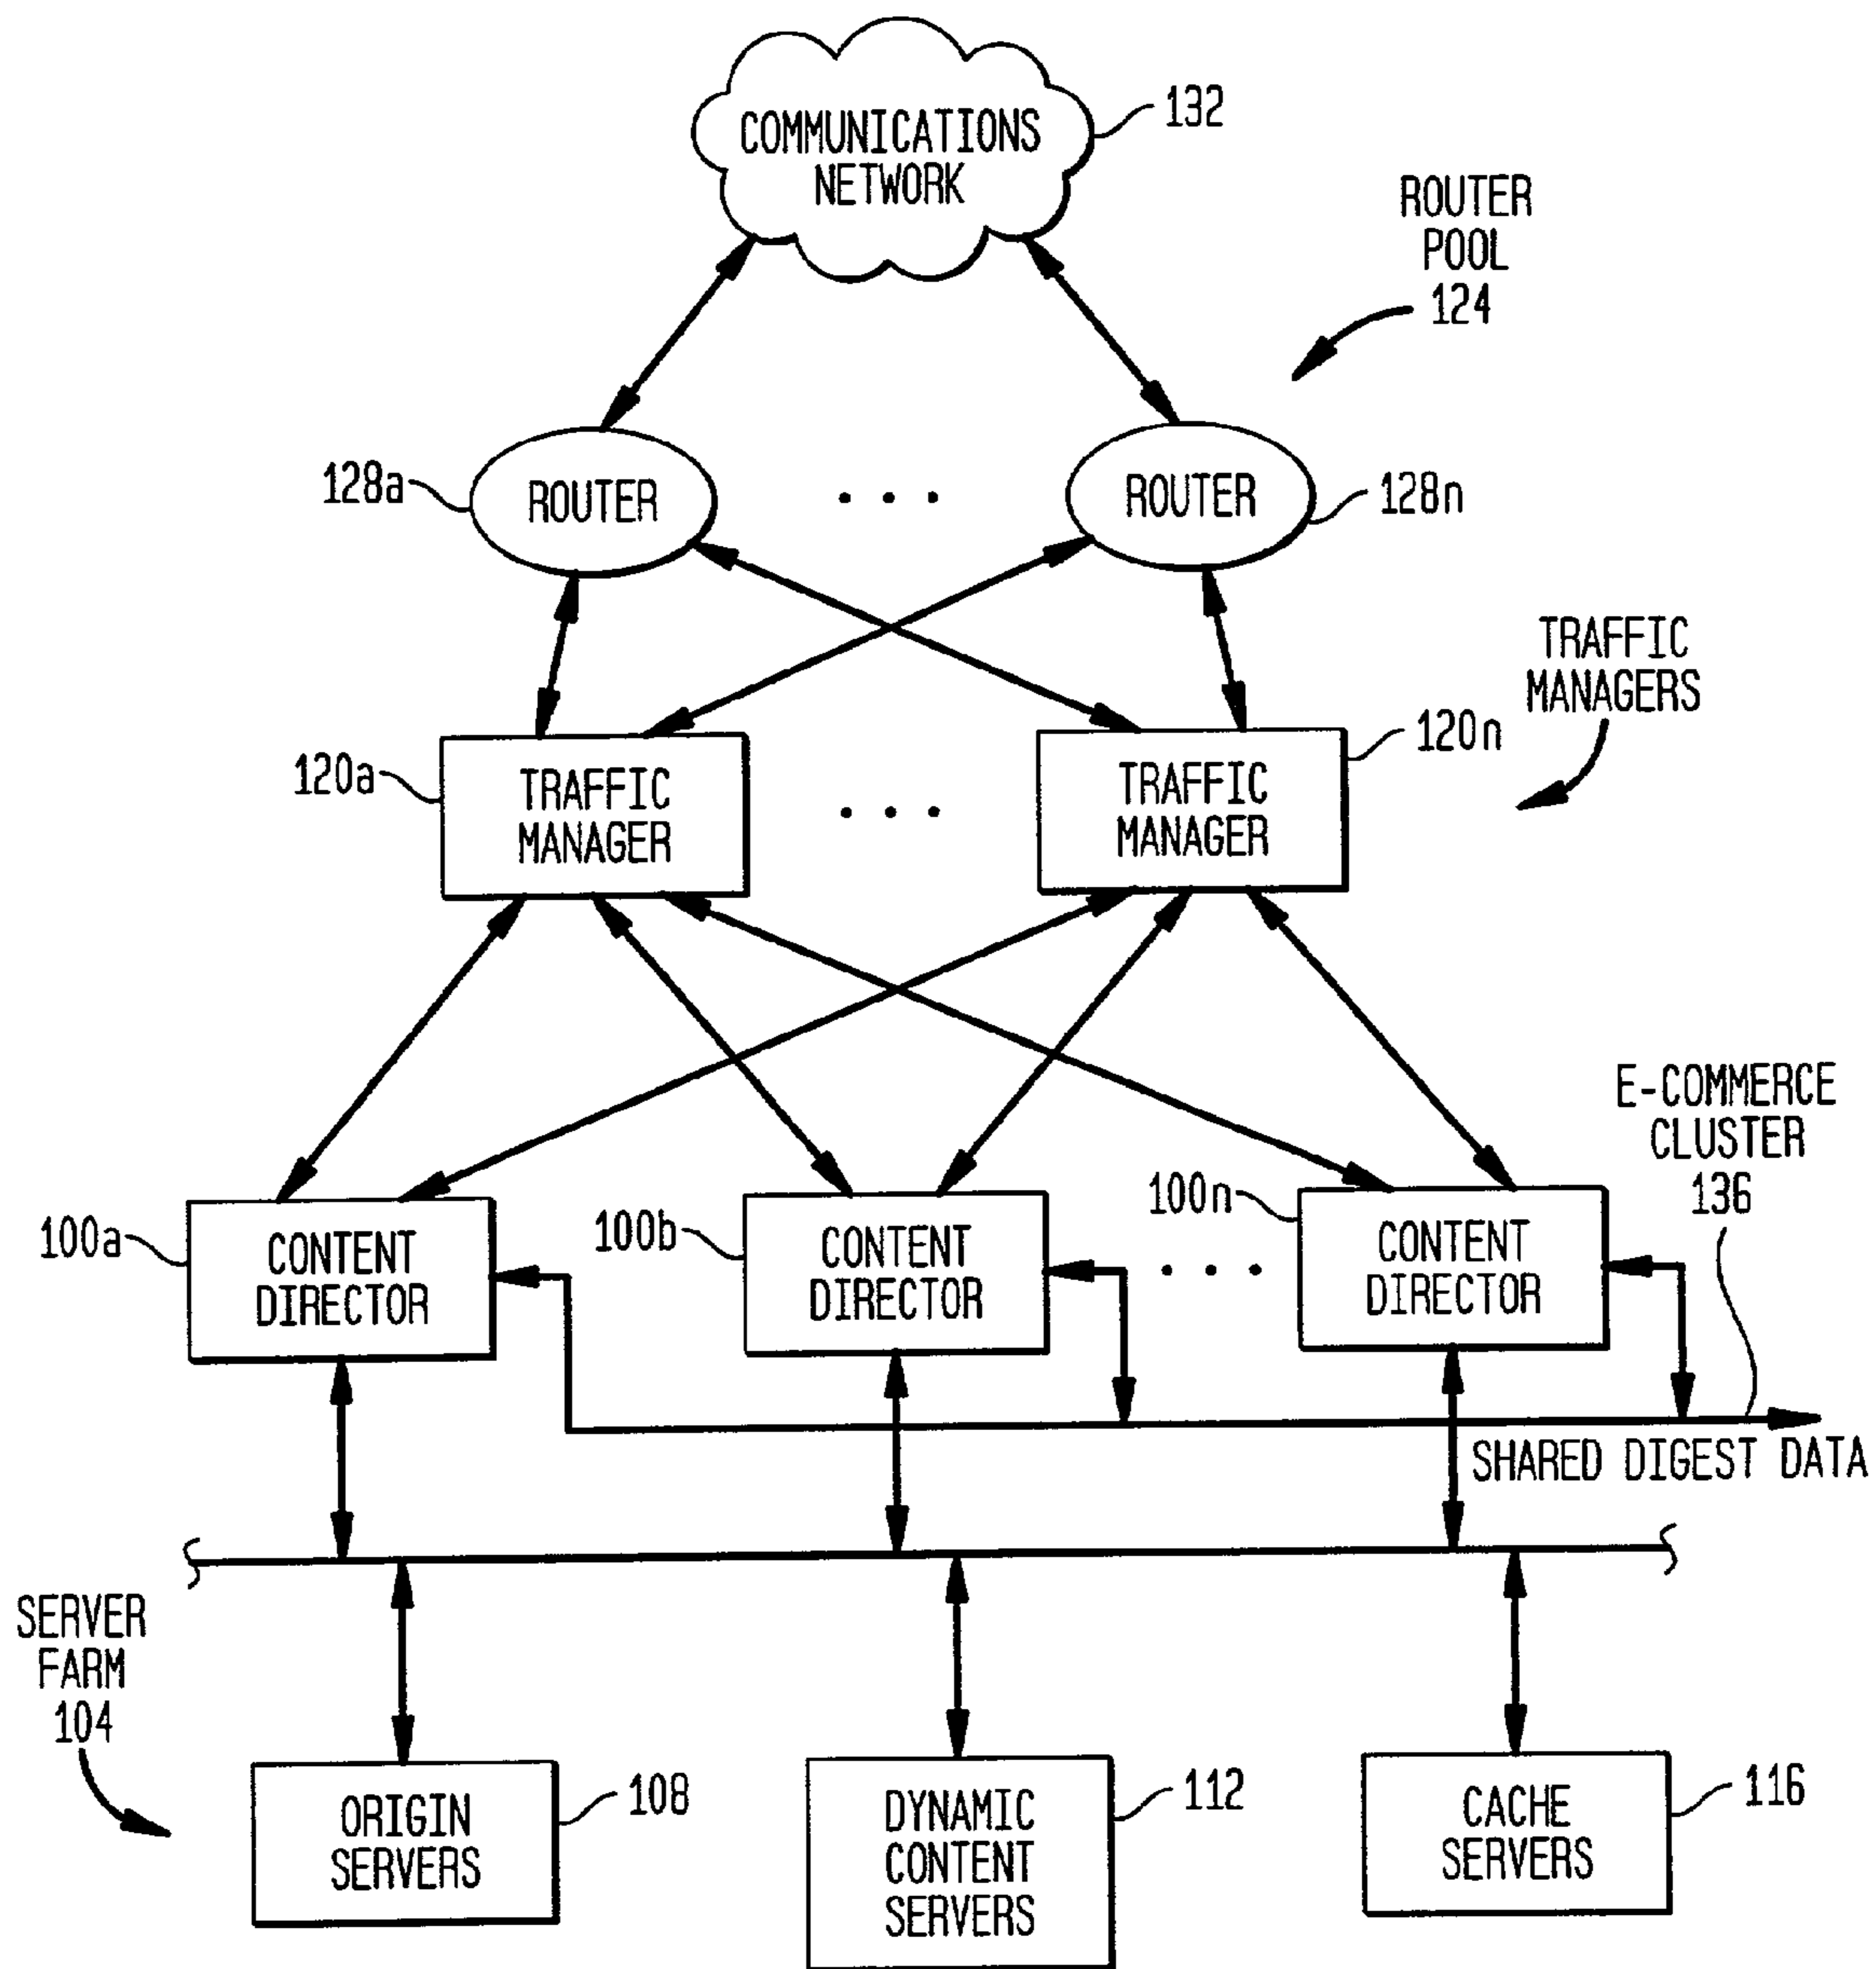 COMMUNICATIONS
NETWORK
132
ROUTER
POOL
124
128a
ROUTER
. . .
ROUTER
128n
TRAFFIC
MANAGERS
120a
TRAFFIC
MANAGER
. . .
TRAFFIC
MANAGER
120n
E-COMMERCE
CLUSTER
136
100a
CONTENT
DIRECTOR
100b
CONTENT
DIRECTOR
. . .
100n
CONTENT
DIRECTOR
SHARED DIGEST DATA
SERVER
FARM
104
ORIGIN
SERVERS
108
DYNAMIC
CONTENT
SERVERS
112
CACHE
SERVERS
116